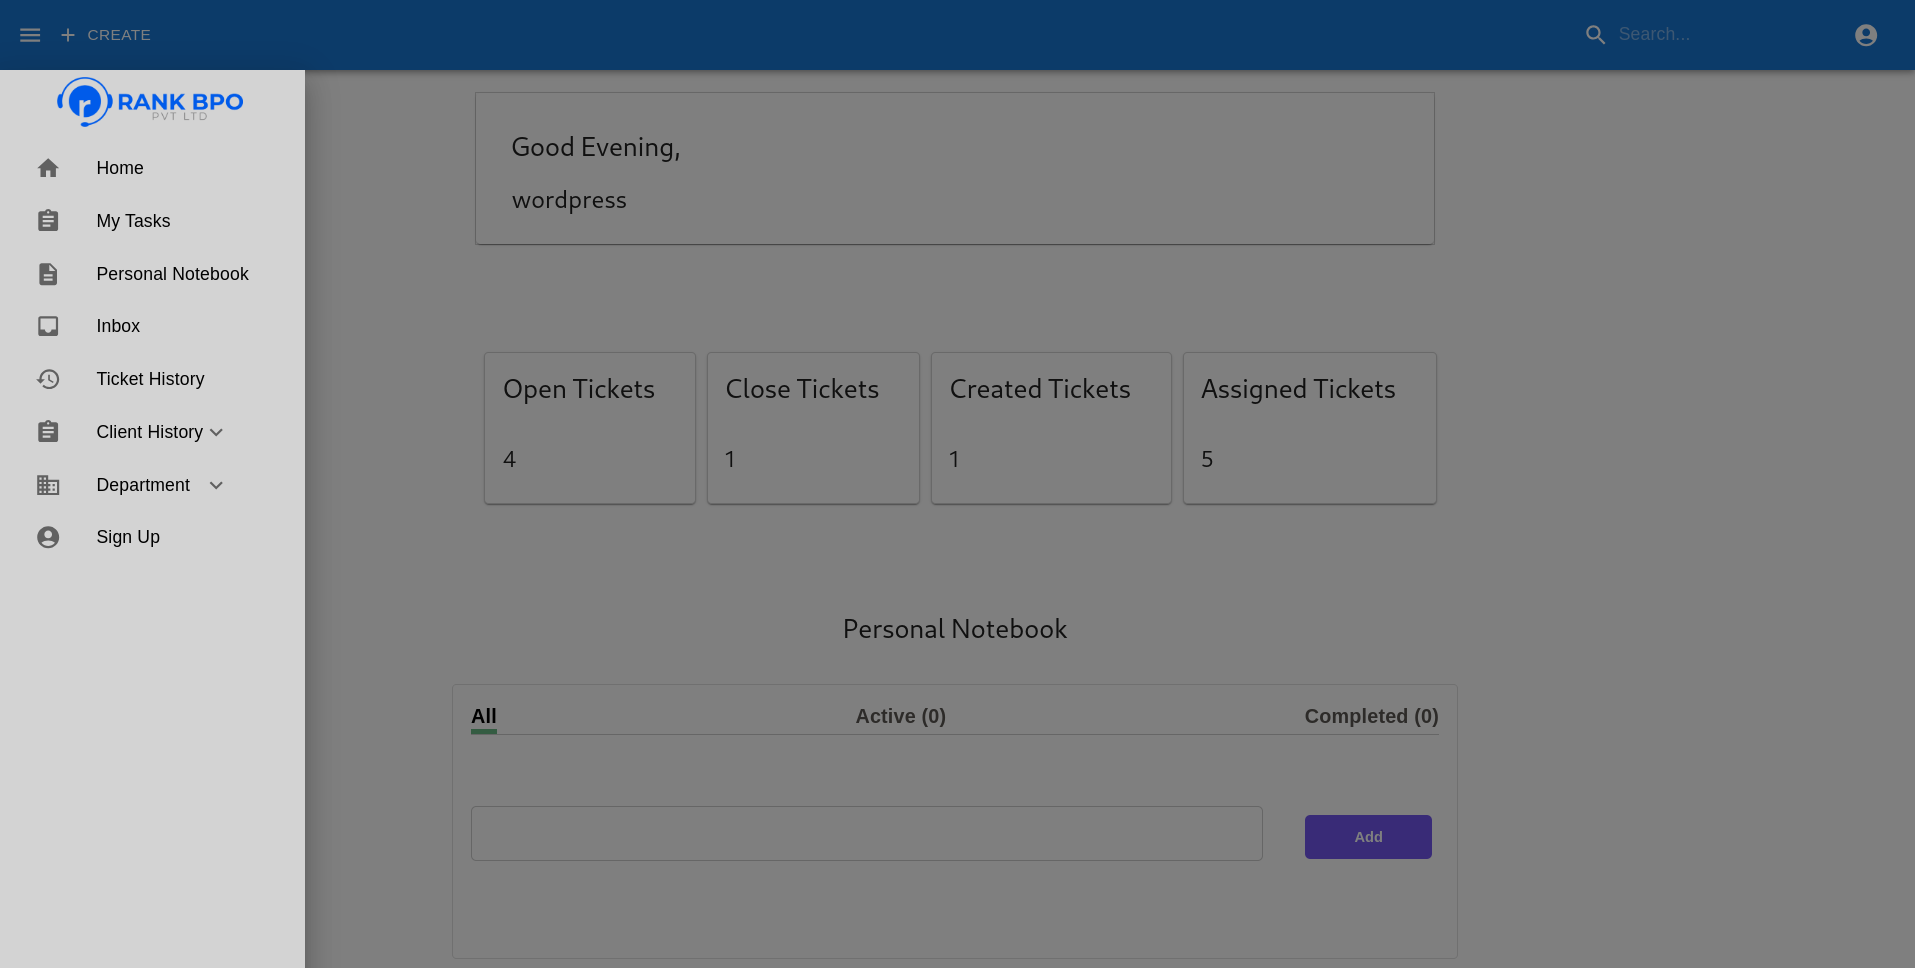 CREATE
Search...
RANK BPO
PVT LTD
Home
My Tasks
Personal Notebook
Inbox
Ticket History
Client History
Department
Sign Up
Good Evening,
wordpress
Open Tickets
4
Close Tickets
1
Created Tickets
1
Assigned Tickets
5
Personal Notebook
All
Active (0)
Completed (0)
Add